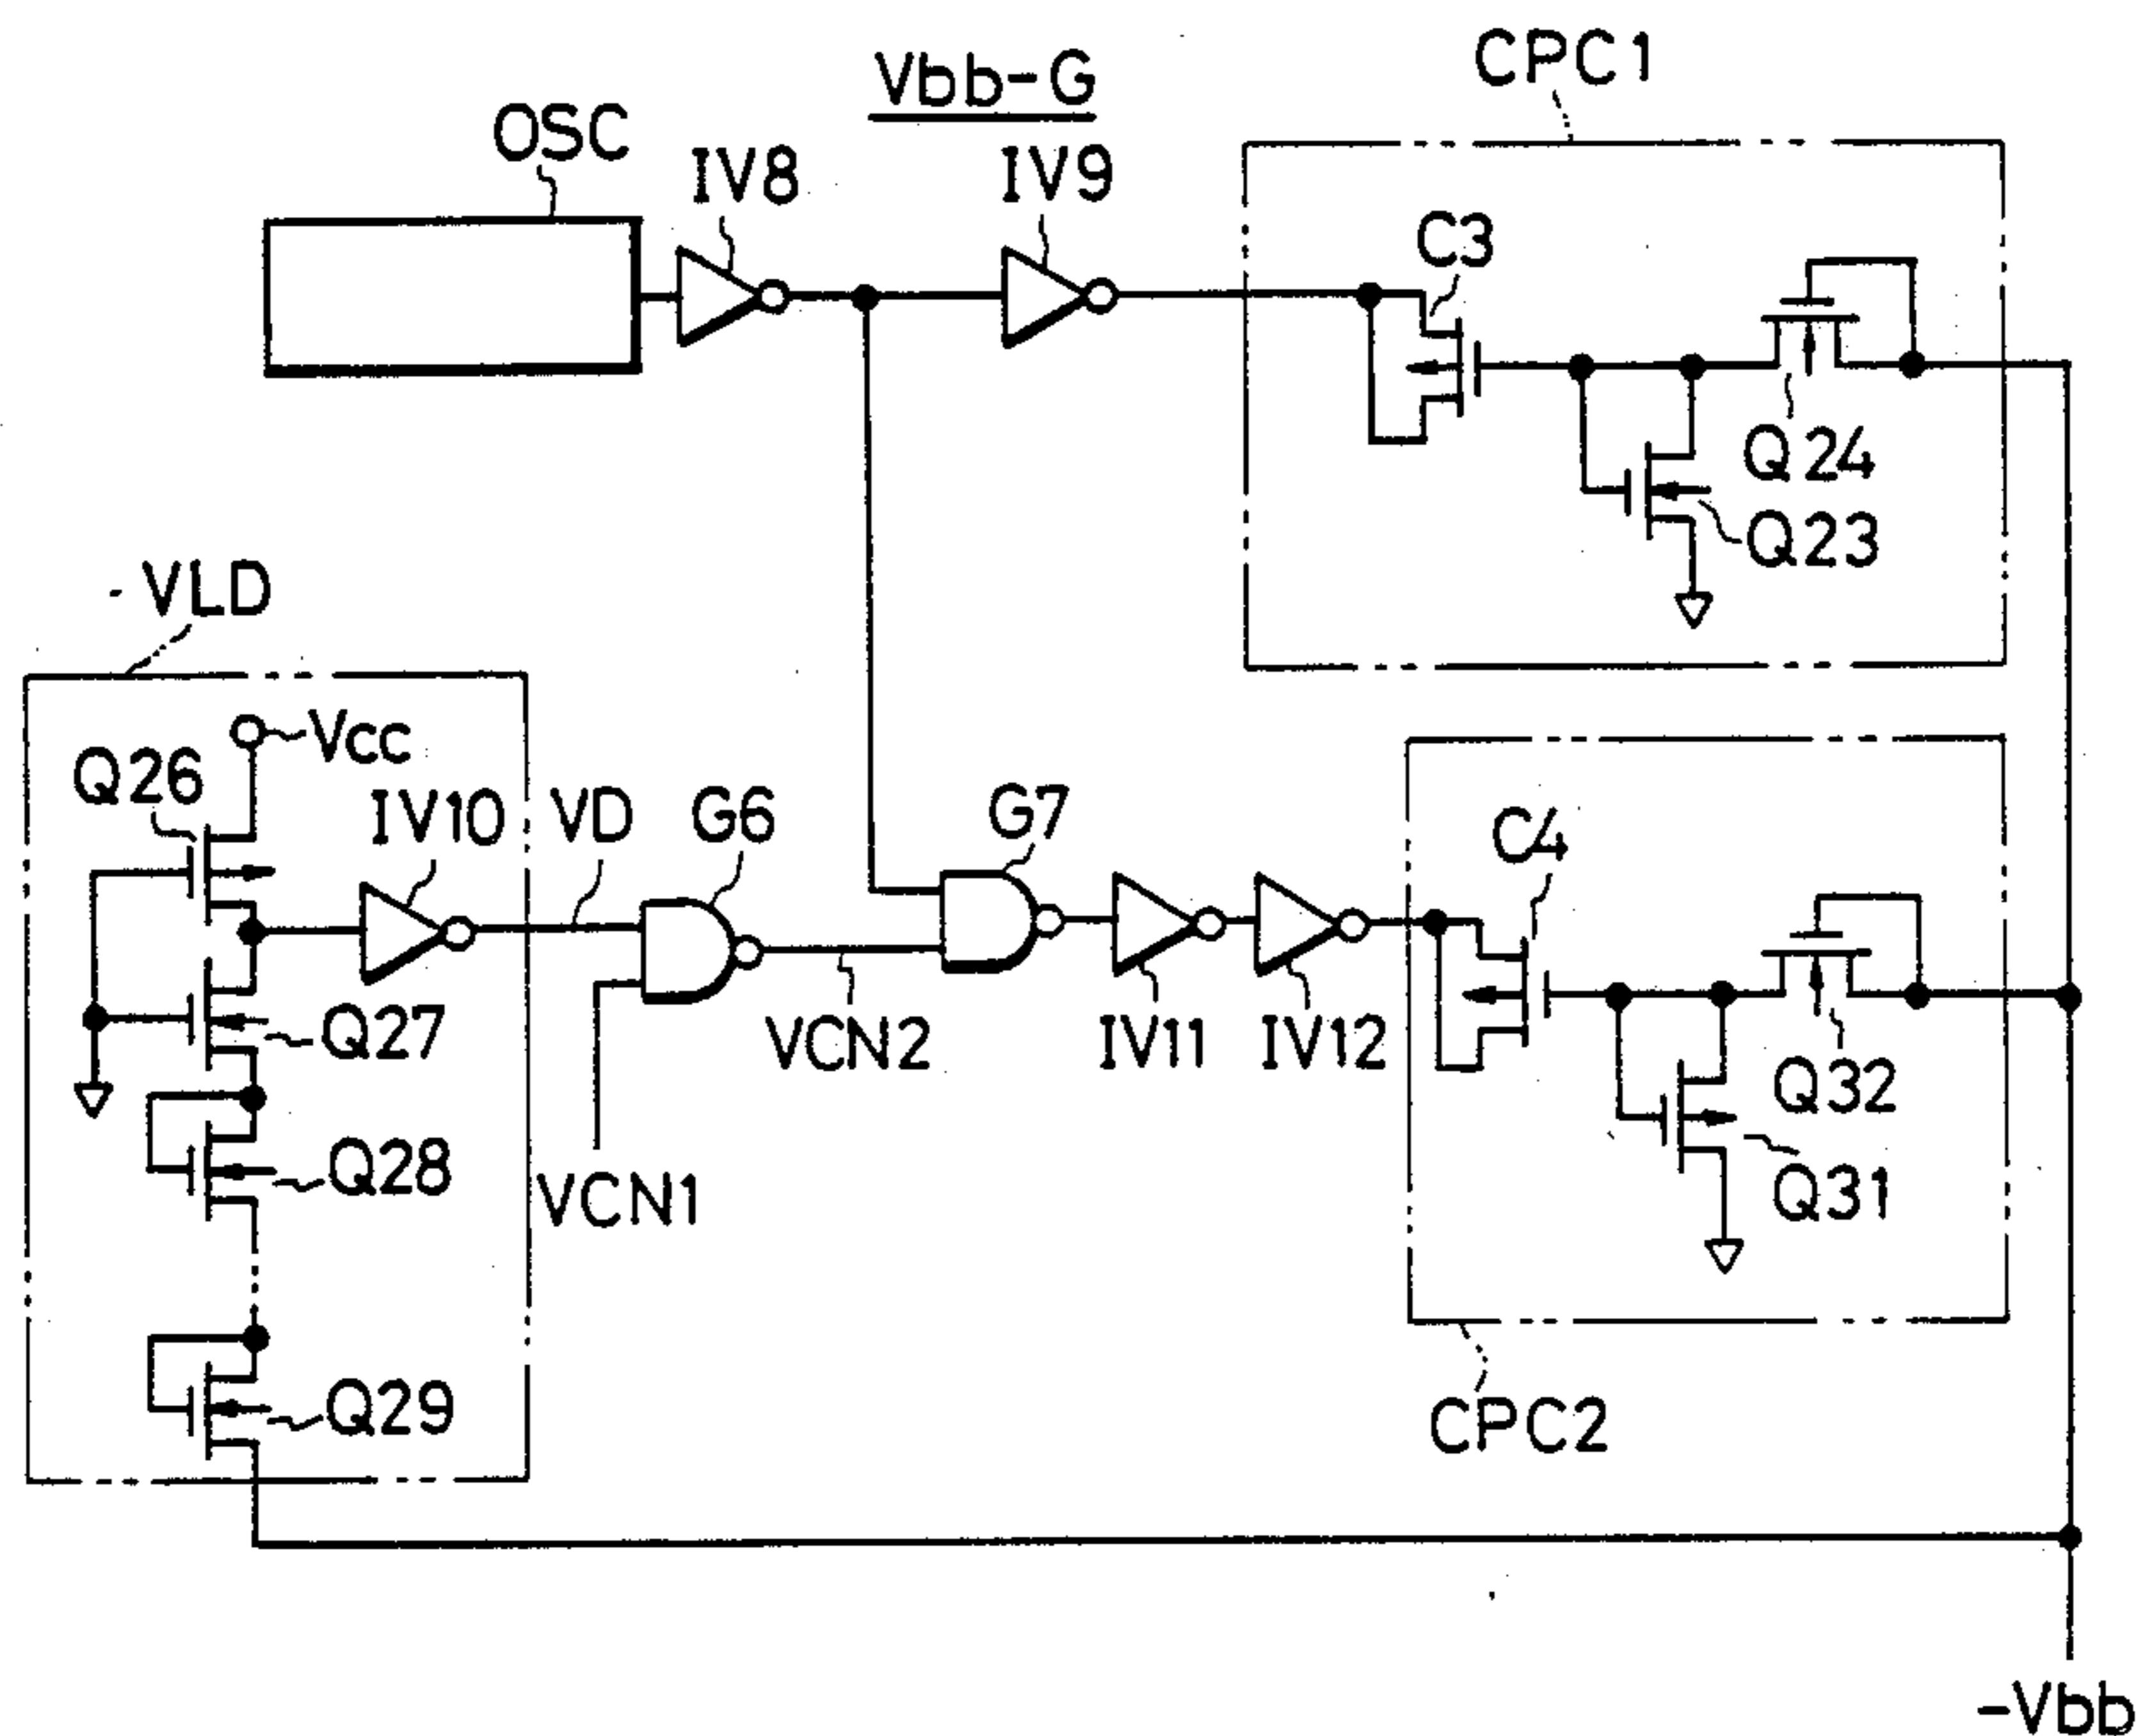 Vbb-G
CPC1
OSC
IV8
IV9
C3
Q24
Q23
VLD
Vcc
Q26
IV10
VD
G6
G7
C4
Q27
VCN2
IV11
IV12
Q32
Q28
VCN1
Q31
Q29
CPC2
-Vbb